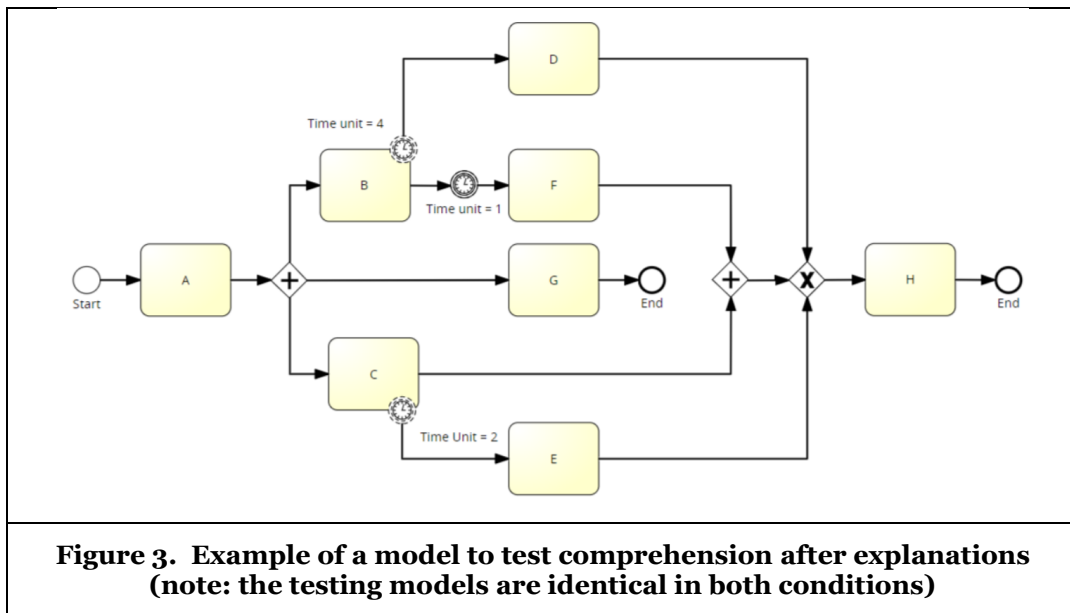 D
Time unit = 4
B
F
Time unit = 1
A
G
H
Start
End
End
C
Time Unit = 2
E
Figure 3. Example of a model to test comprehension after explanations
(note: the testing models are identical in both conditions)